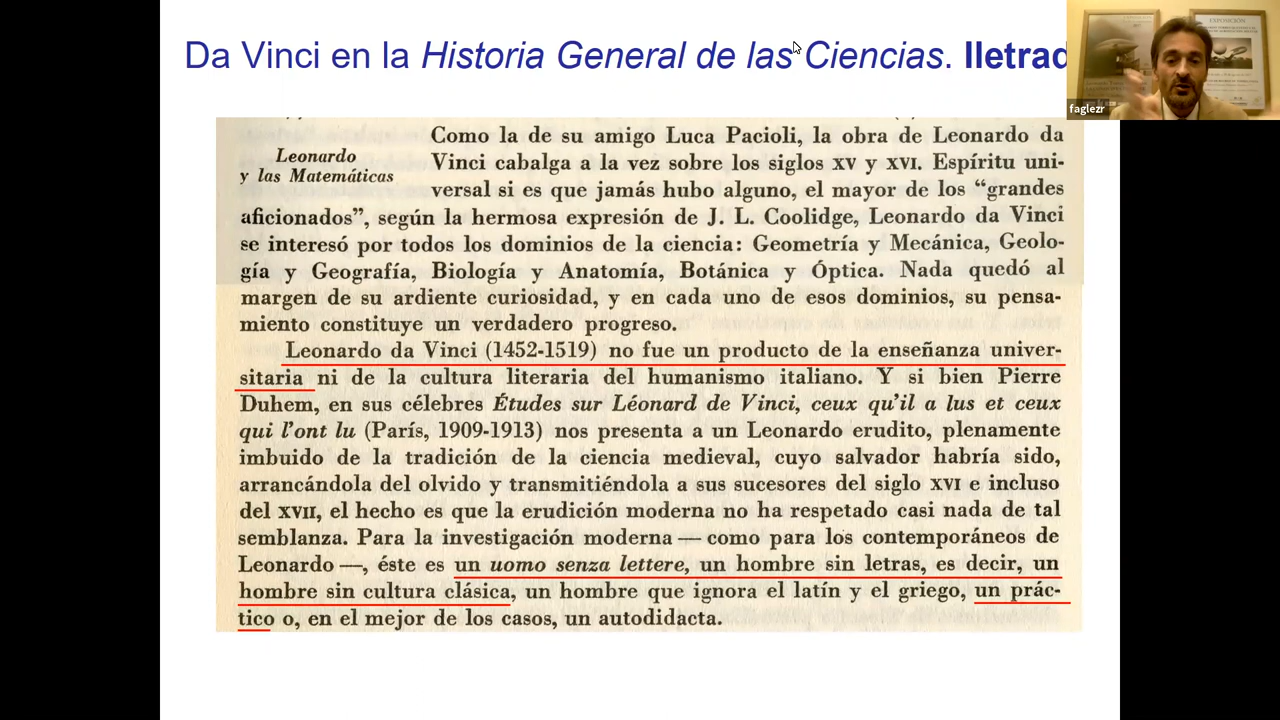 Da Vinci en la Historia General de las Ciencias. Iletrad
faglezr
EXPOSICIÓN
Leonardo
y las Matemáticas
Como la de su amigo Luca Pacioli, la obra de Leonardo da
Vinci cabalga a la vez sobre los siglos XV y XVI. Espíritu uni-
versal si es que jamás hubo alguno, el mayor de los “grandes
aficionados”, según la hermosa expresión de J. L. Coolidge, Leonardo da Vinci
se interesó por todos los dominios de la ciencia: Geometría y Mecánica, Geolo-
gía y Geografía, Biología y Anatomía, Botánica y Óptica. Nada quedó al
margen de su ardiente curiosidad, y en cada uno de esos dominios, su pensa-
miento constituye un verdadero progreso.
Leonardo da Vinci (1452-1519) no fue un producto de la enseñanza univer-
sitaria ni de la cultura literaria del humanismo italiano. Y si bien Pierre
Duhem, en sus célebres Études sur Léonard de Vinci, ceux qu’il a lus et ceux
qui l’ont lu (París, 1909-1913) nos presenta a un Leonardo erudito, plenamente
imbuido de la tradición de la ciencia medieval, cuyo salvador habría sido,
arrancándola del olvido y transmitiéndola a sus sucesores del siglo XVI e incluso
del XVII, el hecho es que la erudición moderna no ha respetado casi nada de tal
semblanza. Para la investigación moderna — como para los contemporáneos de
Leonardo —, éste es un uomo senza lettere, un hombre sin letras, es decir, un
hombre sin cultura clásica, un hombre que ignora el latín y el griego, un prác-
tico o, en el mejor de los casos, un autodidacta.